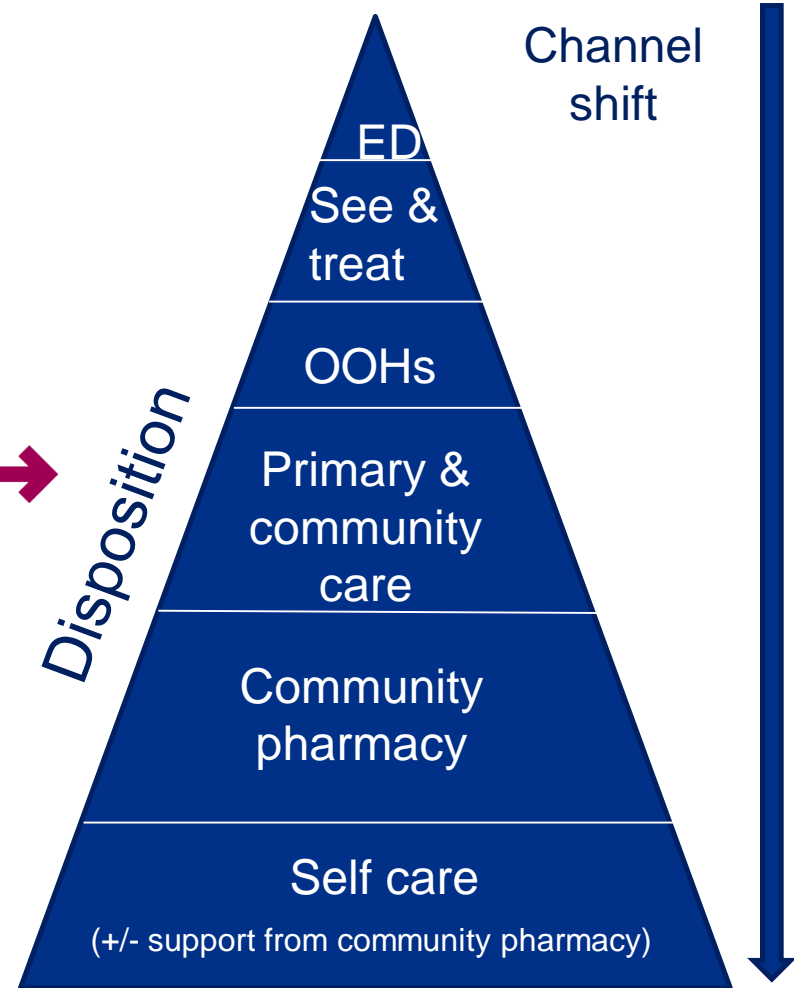 Channel
shift
ED
See &
treat
OOHs
Disposition
Primary &
community
care
Community
pharmacy
Self care
(+/- support from community pharmacy)